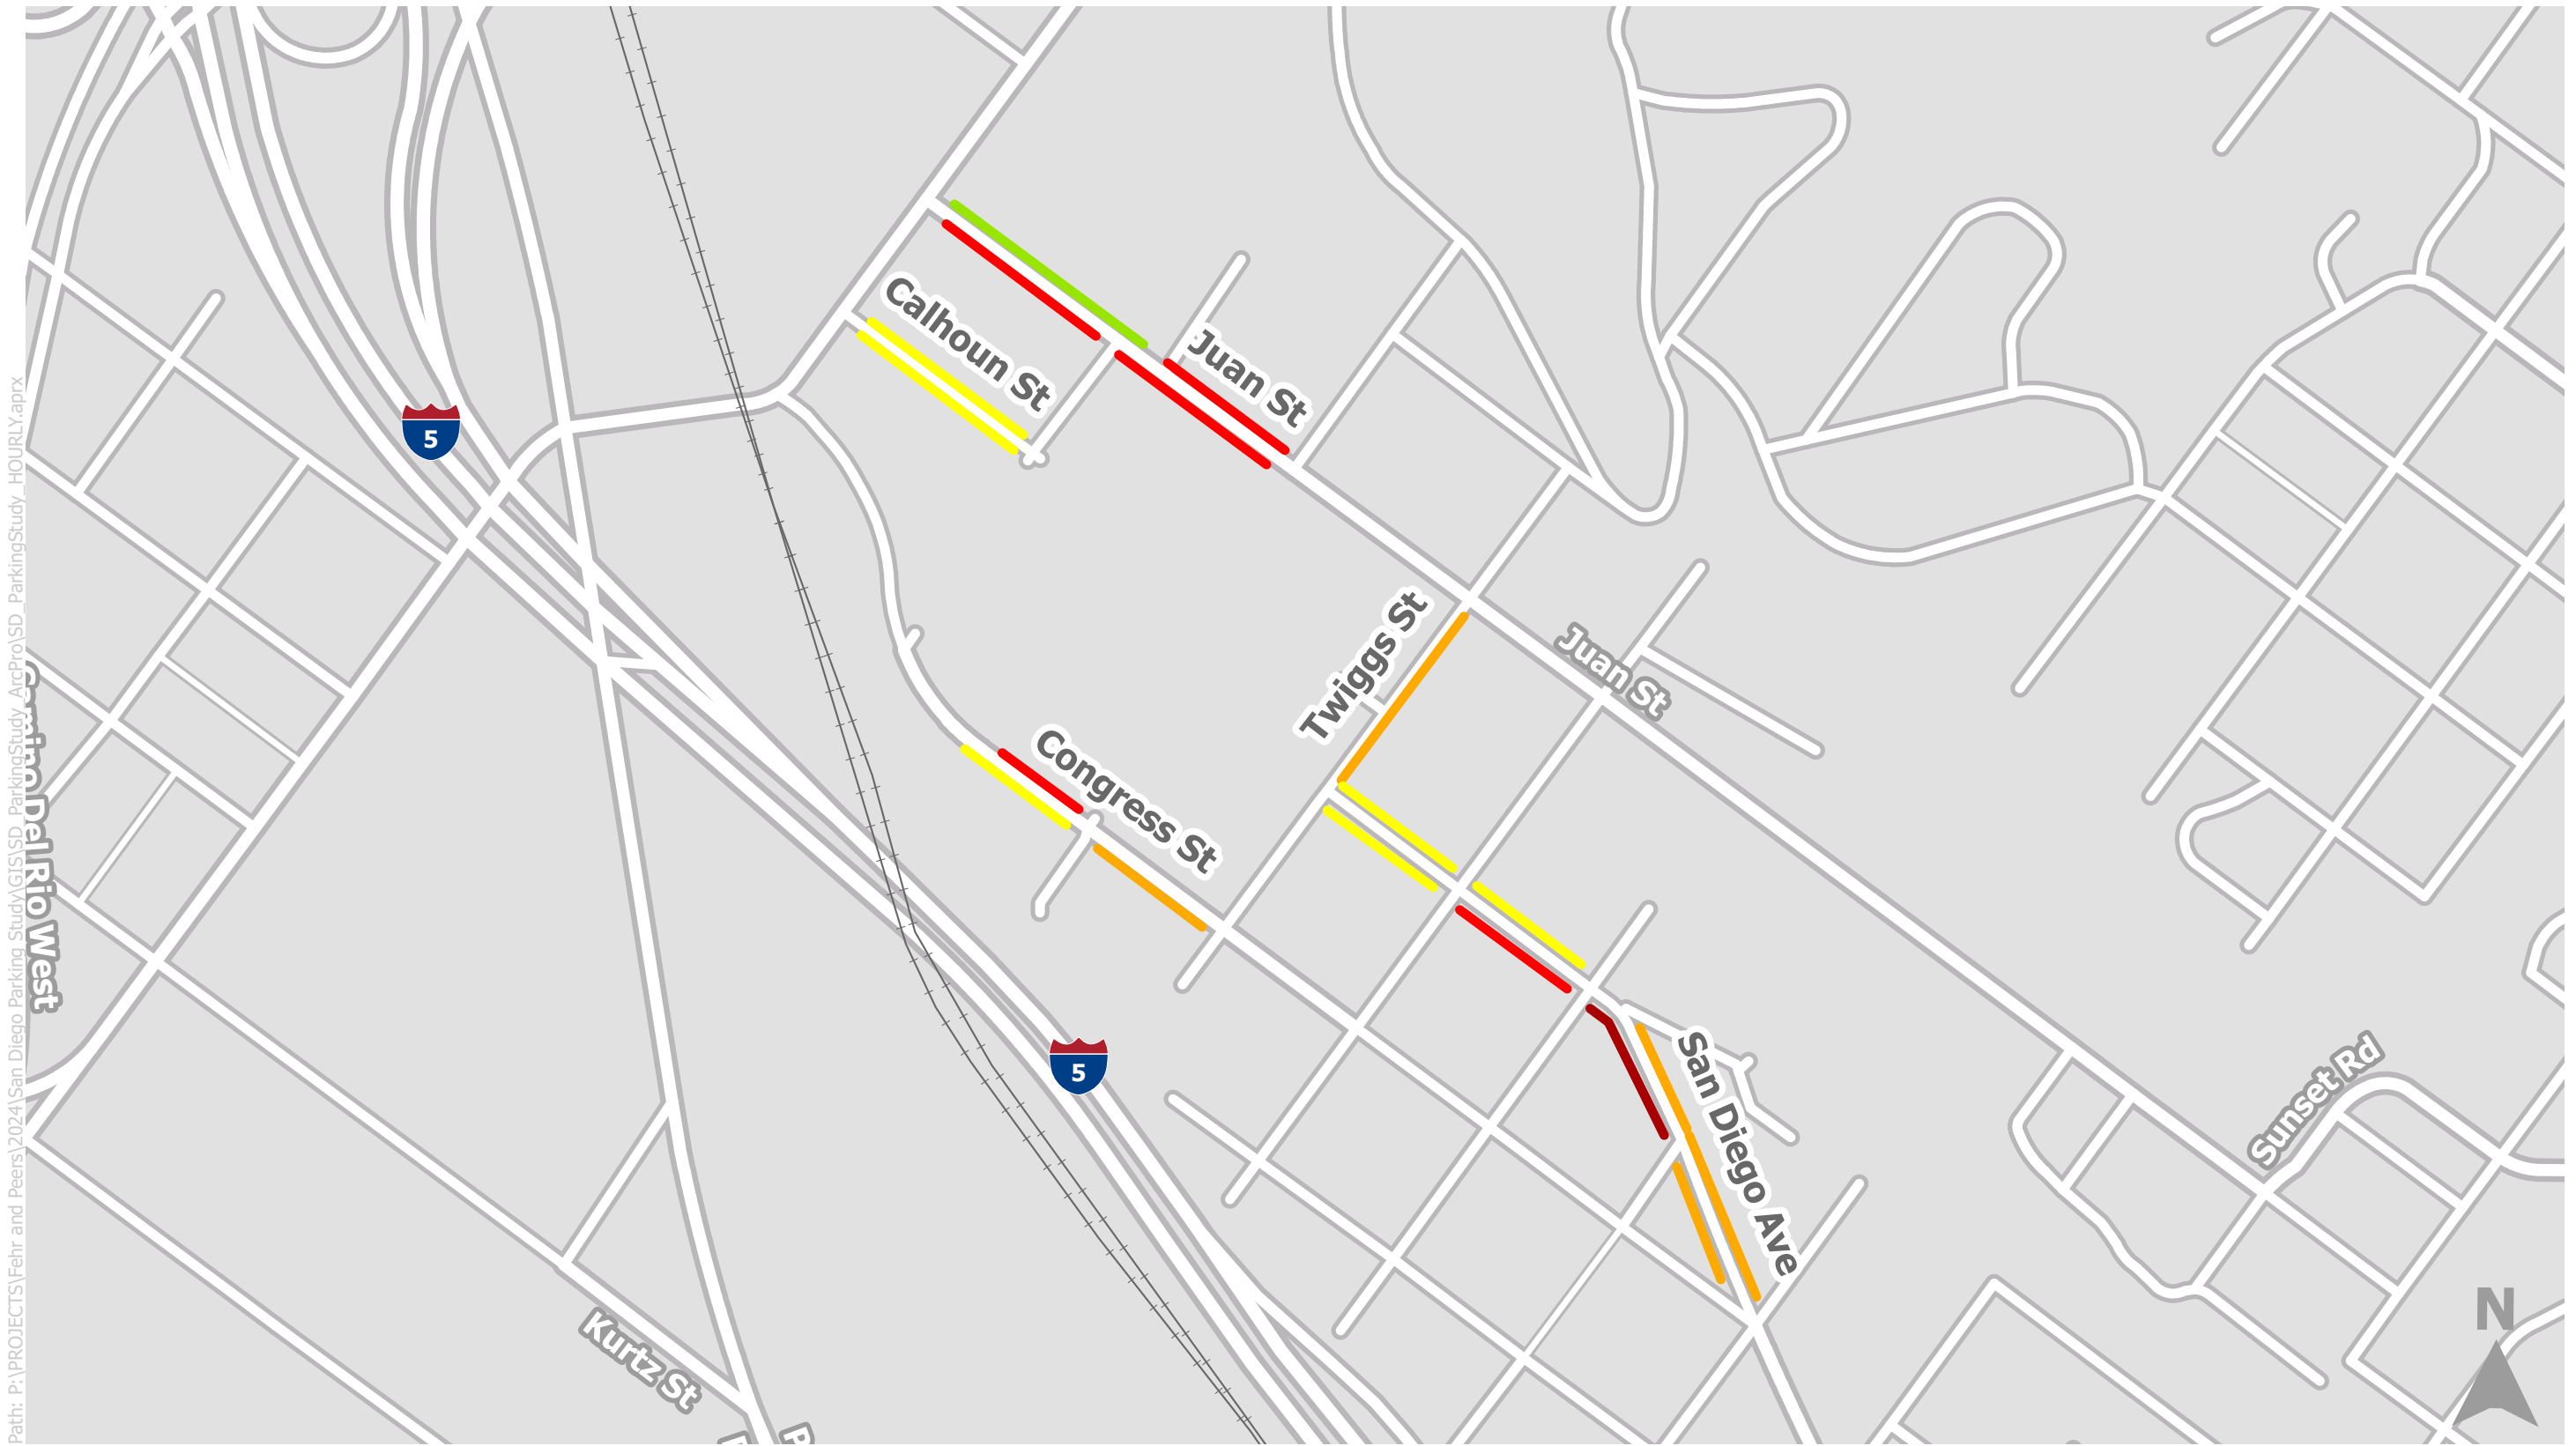 Calhoun St
Juan St
5
Twiggs St
Juan St
Congress St
Camino Del Rio West
San Diego Ave
5
Sunset Rd
Kurtz St
N
Path: P:\PROJECTS\Fehr and Peers\2024\San Diego Parking Study\GIS\SD_ParkingStudy_ArcPro\SD_ParkingStudy_HOURLY.aprx